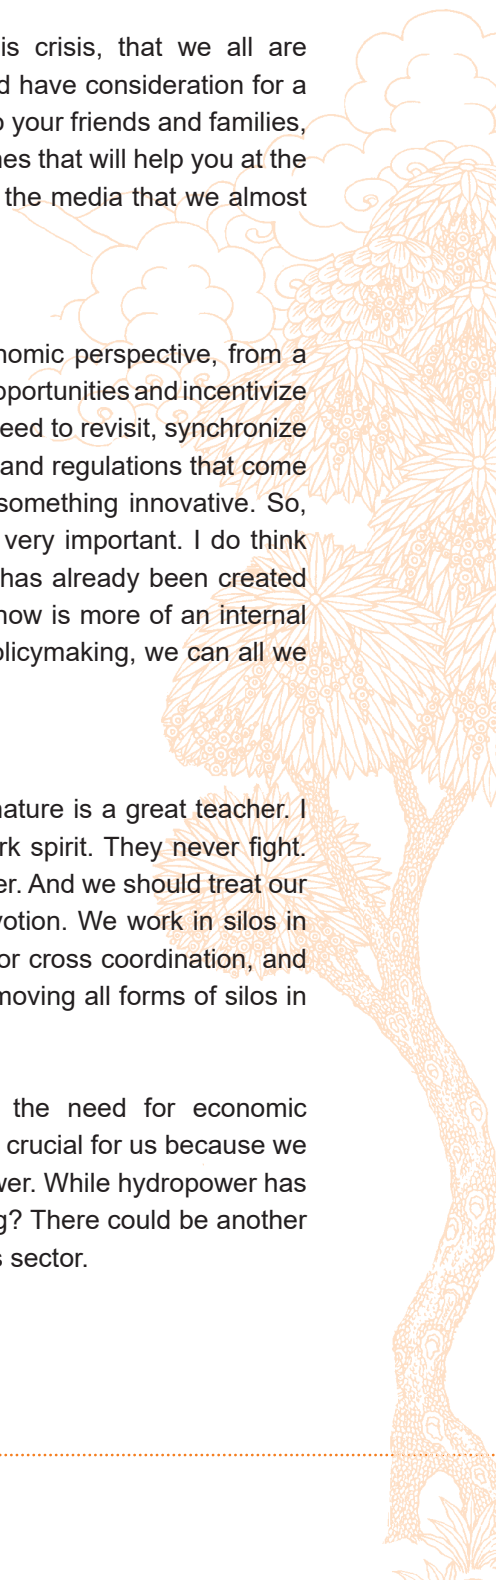 is crisis, that we all are
d have consideration for a
your friends and families,
that will help you at the
the media that we almost
nomic perspective, from a
pportunities and incentivize
eed to revisit, synchronize
and regulations that come
something innovative. So,
very important. I do think
has already been created
now is more of an internal
olicymaking, we can all we
nature is a great teacher. I
rk spirit. They never fight.
er. And we should treat our
votion. We work in silos in
or cross coordination, and
moving all forms of silos in
the need for economic
crucial for us because we
wer. While hydropower has
g? There could be another
s sector.